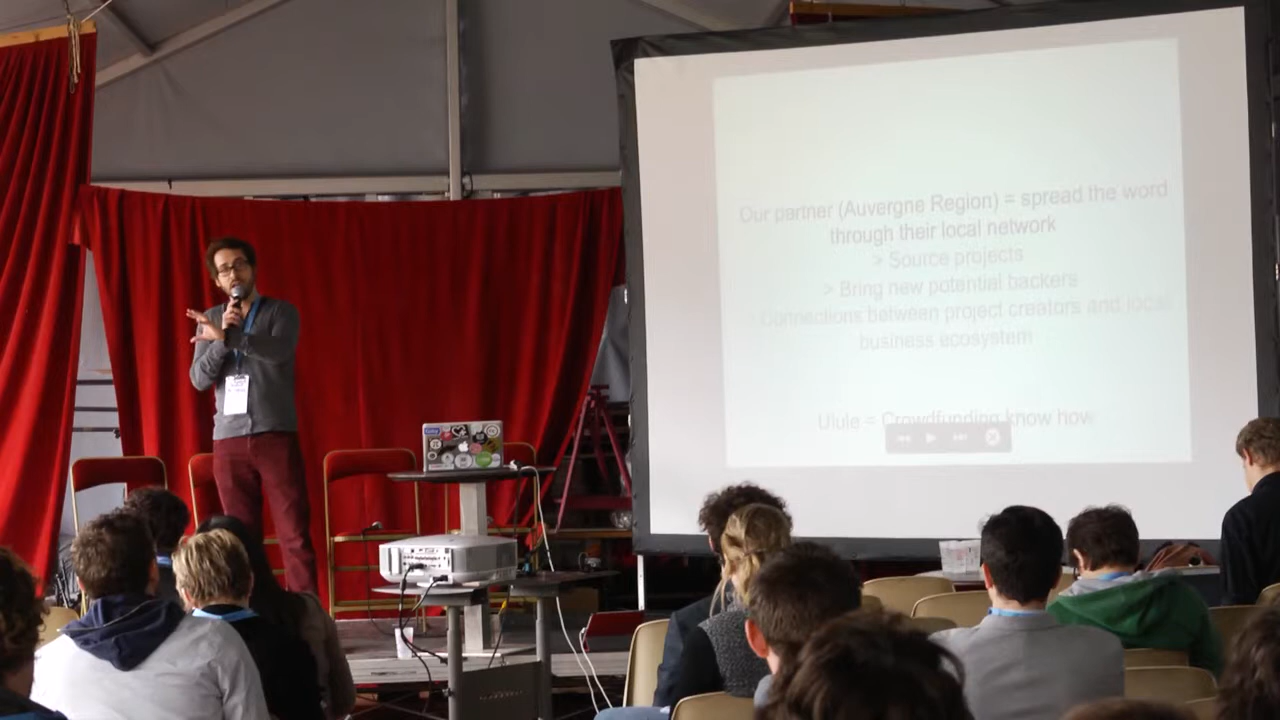 Our partner (Auvergne Region) = spread the word
through their local network
> Source projects
> Bring new potential backers
Connections between project creators and local
business ecosystem
Ulule = Crowdfunding know how